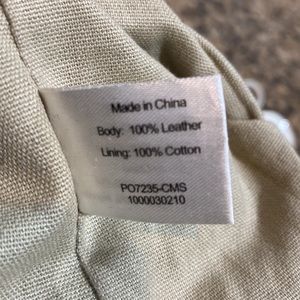 Made in China
Body: 100% Leather
Lining: 100% Cotton
PO7235-CMS
1000030210